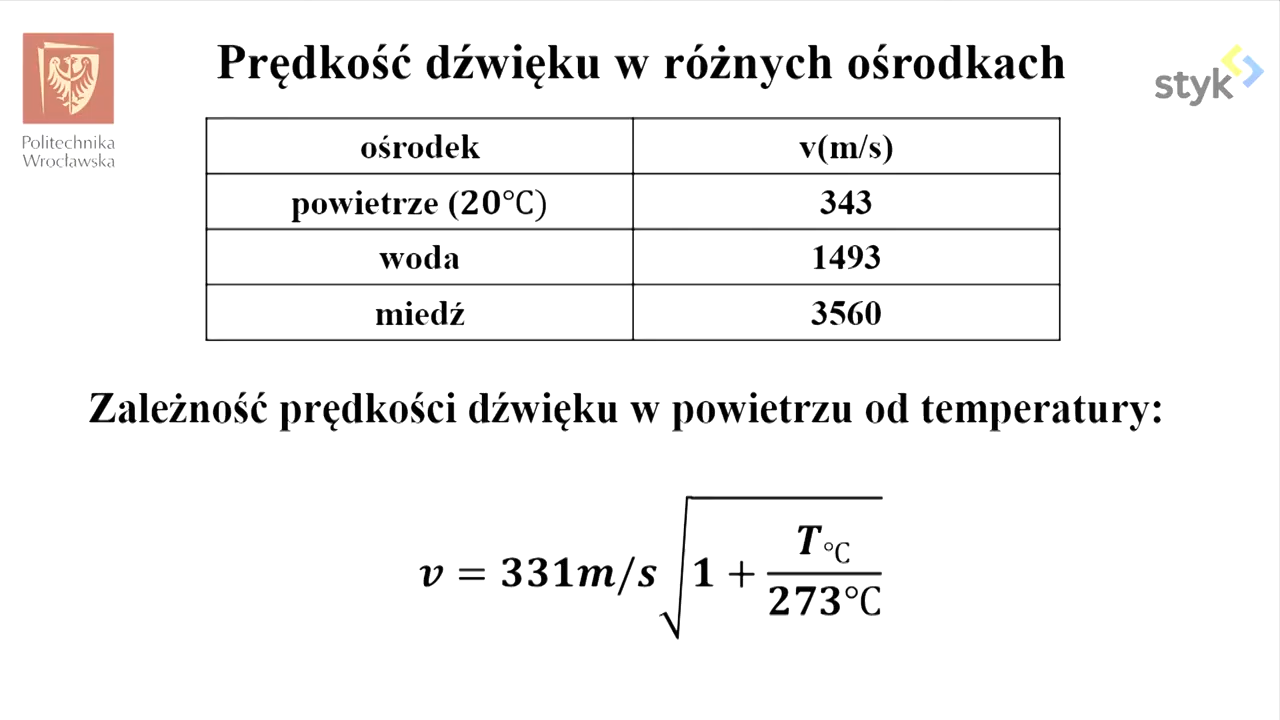 Prędkość dźwięku w różnych ośrodkach
Politechnika
Wrocławska
styk
ośrodek v(m/s)
powietrze (20°C) 343
woda 1493
miedź 3560
Zależność prędkości dźwięku w powietrzu od temperatury:
v = 331m/s √(1 + T°C/273°C)